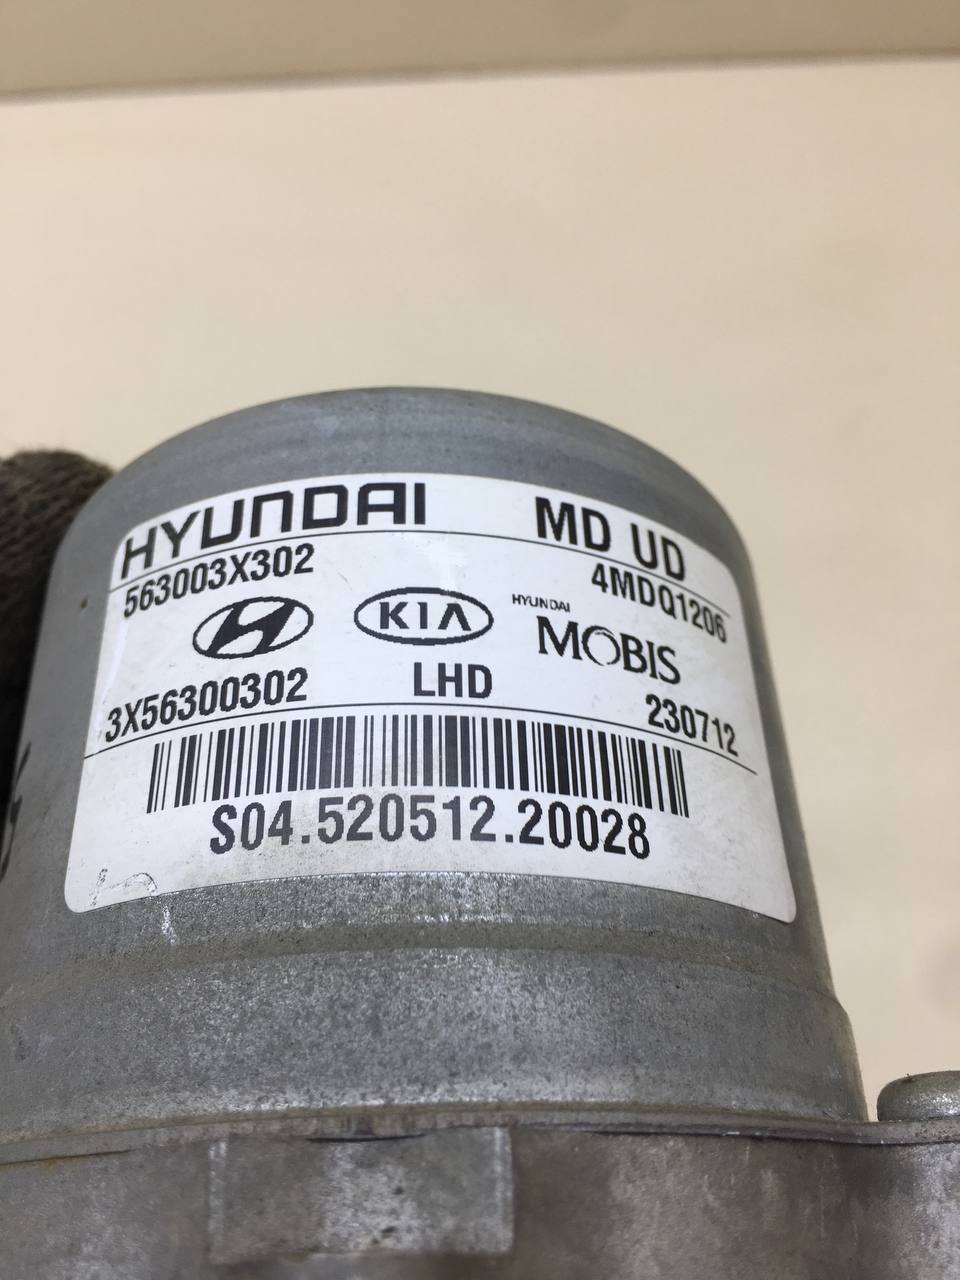 HYUNDAI MD UD
563003X302 4MDQ1206
KIA HYUNDAI MOBIS
3X56300302 LHD 230712
S04.520512.20028